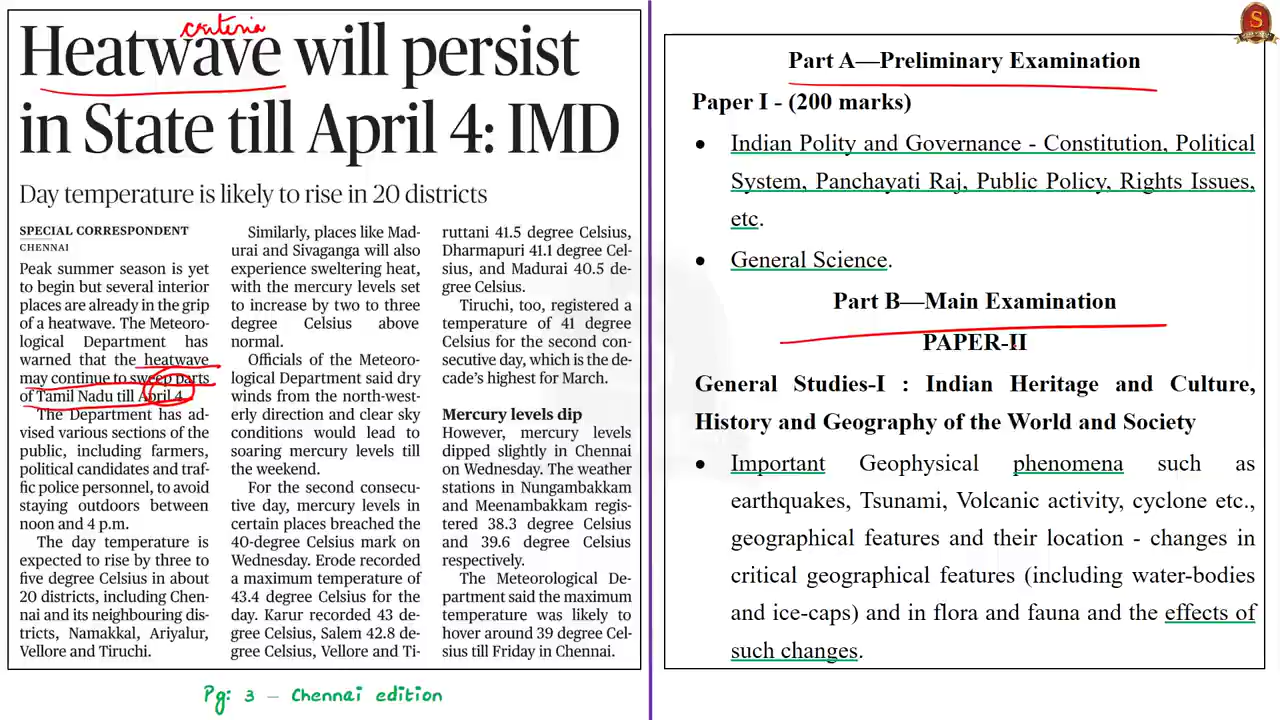 criteria
Heatwave will persist
in State till April 4: IMD
Day temperature is likely to rise in 20 districts
SPECIAL CORRESPONDENT
CHENNAI
Peak summer season is yet
to begin but several interior
places are already in the grip
of a heatwave. The Meteoro-
logical Department has
warned that the heatwave
may continue to sweep parts
of Tamil Nadu till April 4.
The Department has ad-
vised various sections of the
public, including farmers,
political candidates and traf-
fic police personnel, to avoid
staying outdoors between
noon and 4 p.m.
The day temperature is
expected to rise by three to
five degree Celsius in about
20 districts, including Chen-
nai and its neighbouring dis-
tricts, Namakkal, Ariyalur,
Vellore and Tiruchi.
Similarly, places like Mad-
urai and Sivaganga will also
experience sweltering heat,
with the mercury levels set
to increase by two to three
degree Celsius above
normal.
Officials of the Meteoro-
logical Department said dry
winds from the north-west-
erly direction and clear sky
conditions would lead to
soaring mercury levels till
the weekend.
For the second consecu-
tive day, mercury levels in
certain places breached the
40-degree Celsius mark on
Wednesday. Erode recorded
a maximum temperature of
43.4 degree Celsius for the
day. Karur recorded 43 de-
gree Celsius, Salem 42.8 de-
gree Celsius, Vellore and Ti-
ruttani 41.5 degree Celsius,
Dharmapuri 41.1 degree Cel-
sius, and Madurai 40.5 de-
gree Celsius.
Tiruchi, too, registered a
temperature of 41 degree
Celsius for the second con-
secutive day, which is the de-
cade's highest for March.
Mercury levels dip
However, mercury levels
dipped slightly in Chennai
on Wednesday. The weather
stations in Nungambakkam
and Meenambakkam regis-
tered 38.3 degree Celsius
and 39.6 degree Celsius
respectively.
The Meteorological De-
partment said the maximum
temperature was likely to
hover around 39 degree Cel-
sius till Friday in Chennai.
Pg: 3 – Chennai edition
S
Part A—Preliminary Examination
Paper I - (200 marks)
• Indian Polity and Governance - Constitution, Political
System, Panchayati Raj, Public Policy, Rights Issues,
etc.
• General Science.
Part B—Main Examination
PAPER-II
General Studies-I : Indian Heritage and Culture,
History and Geography of the World and Society
• Important Geophysical phenomena such as
earthquakes, Tsunami, Volcanic activity, cyclone etc.,
geographical features and their location - changes in
critical geographical features (including water-bodies
and ice-caps) and in flora and fauna and the effects of
such changes.